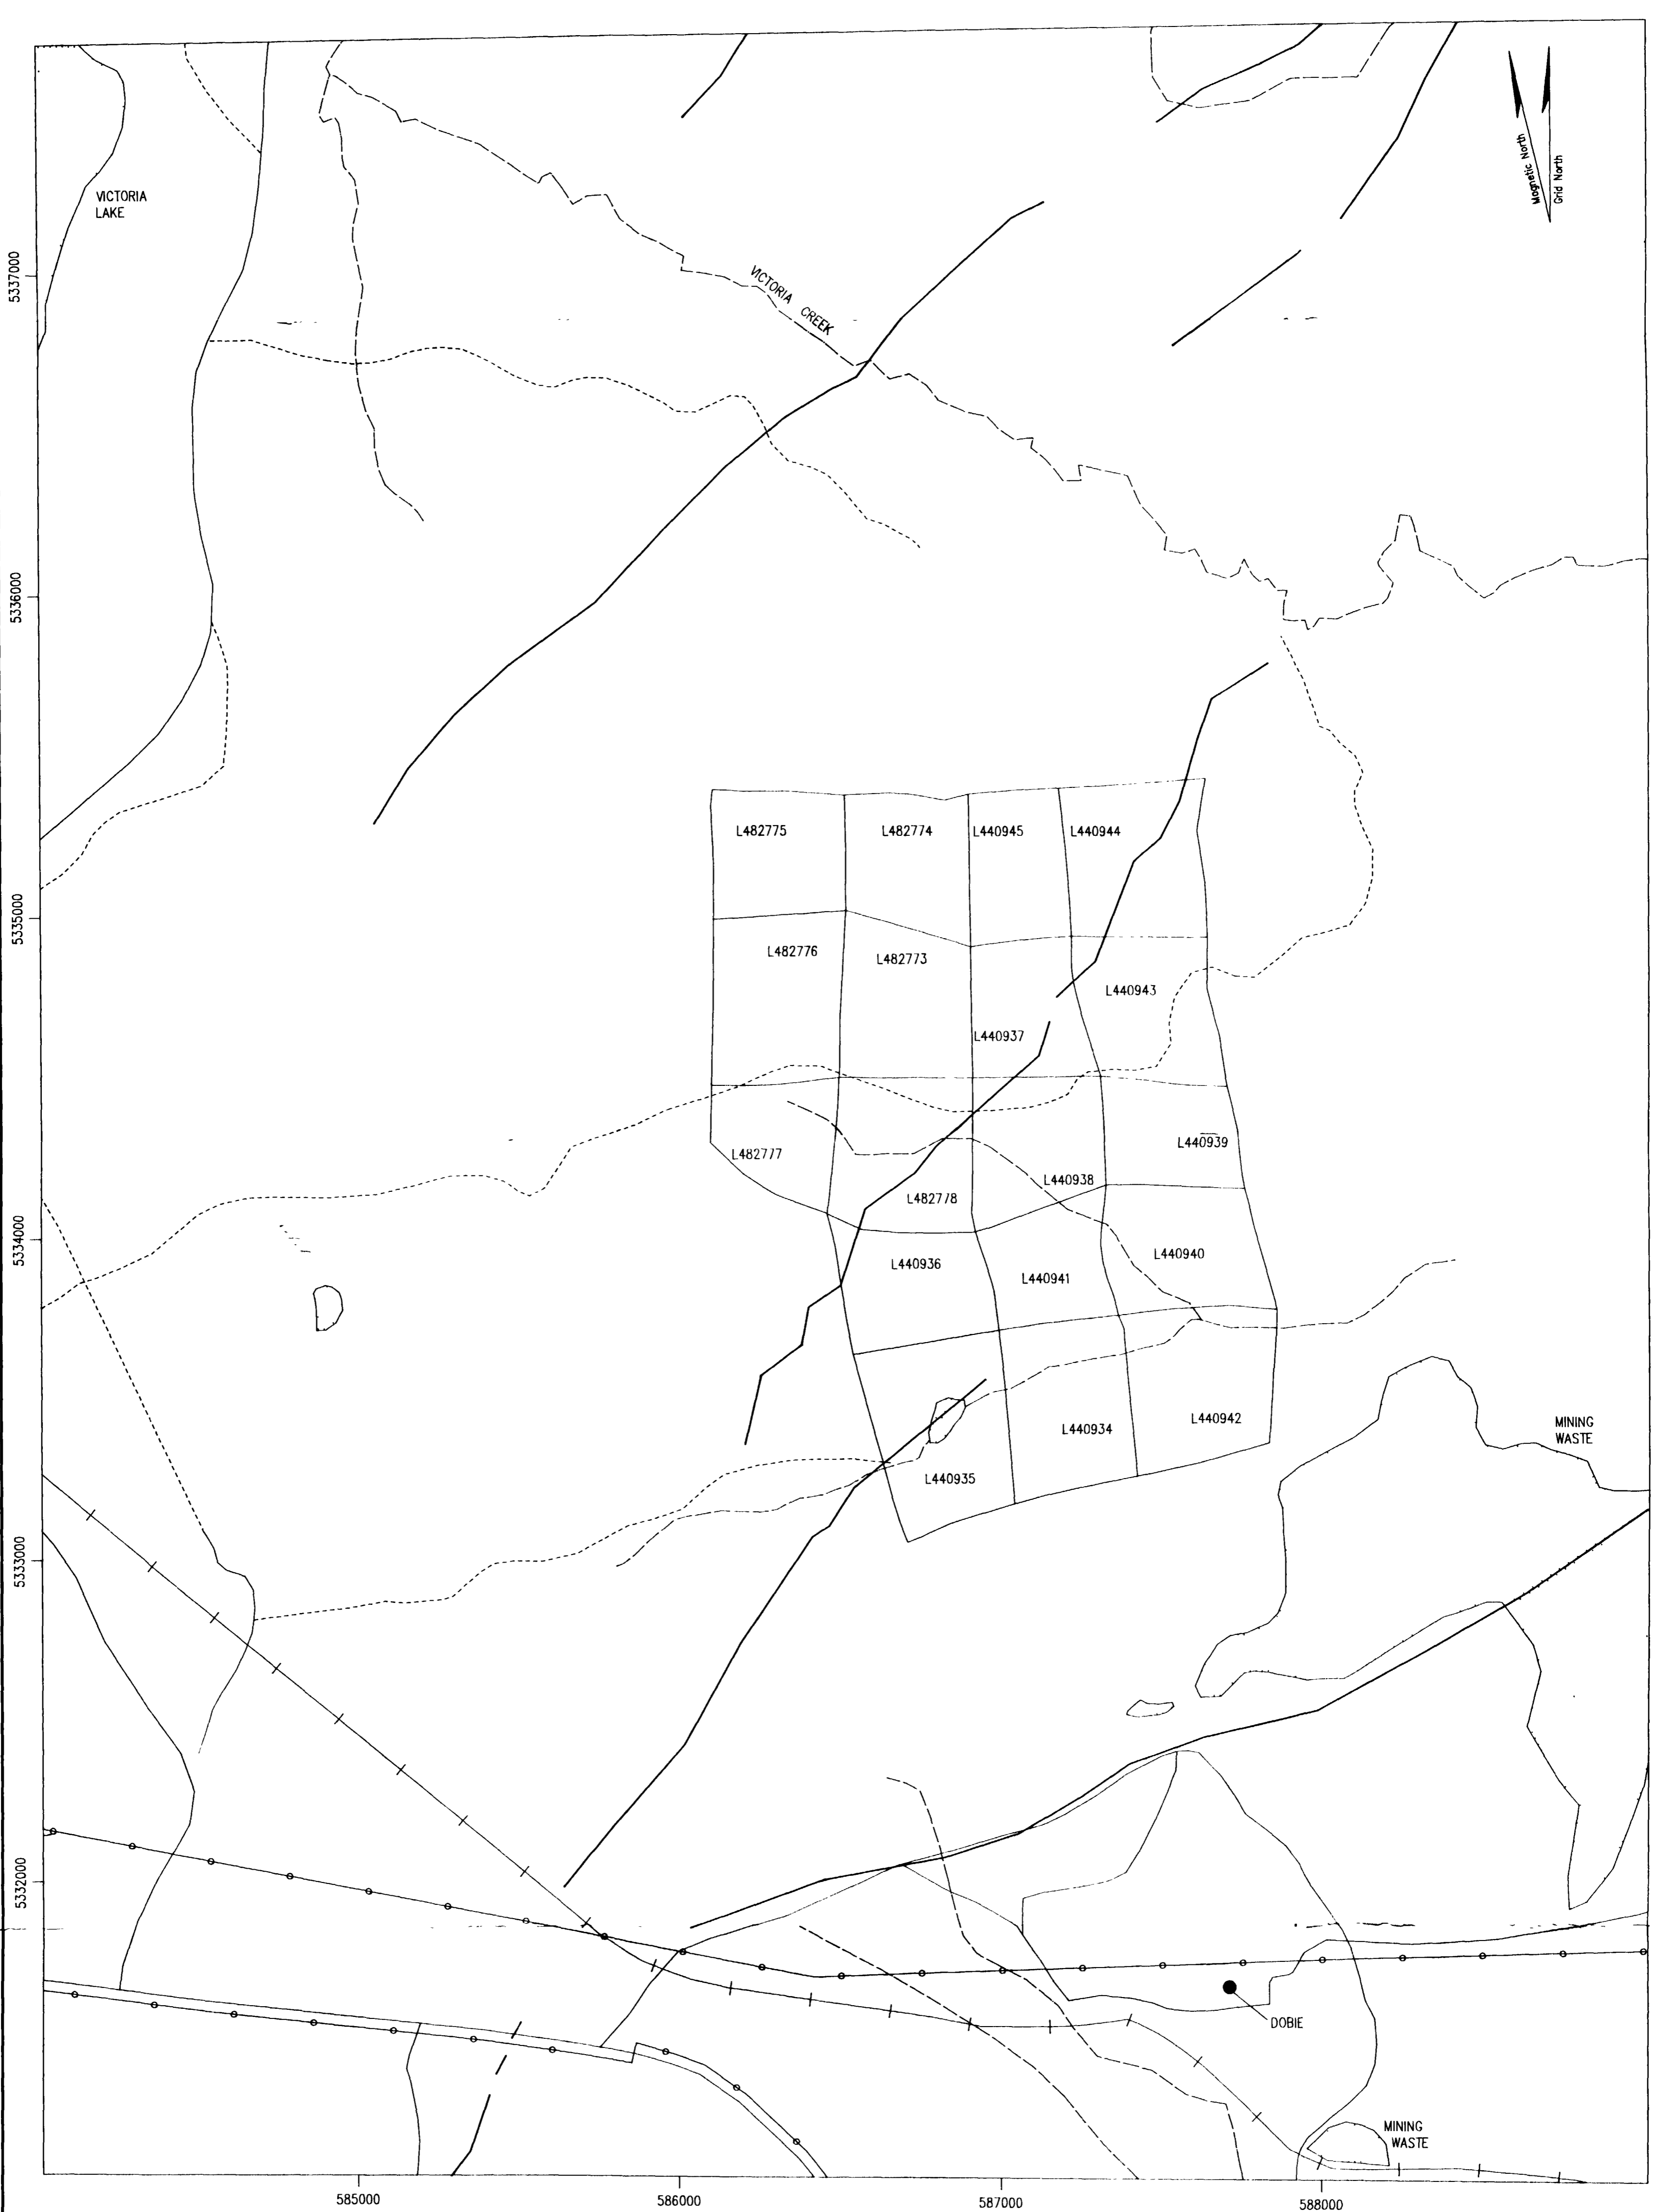 Magnetic North
Grid North
VICTORIA
LAKE
5337000
VICTORIA CREEK
5336000
L482775
L482774
L440945
L440944
5335000
L482776
L482773
L440943
L440937
L482777
L440939
L440938
L482778
5334000
L440936
L440941
L440940
L440942
L440934
MINING
WASTE
L440935
5333000
5332000
DOBIE
MINING
WASTE
585000
586000
587000
588000